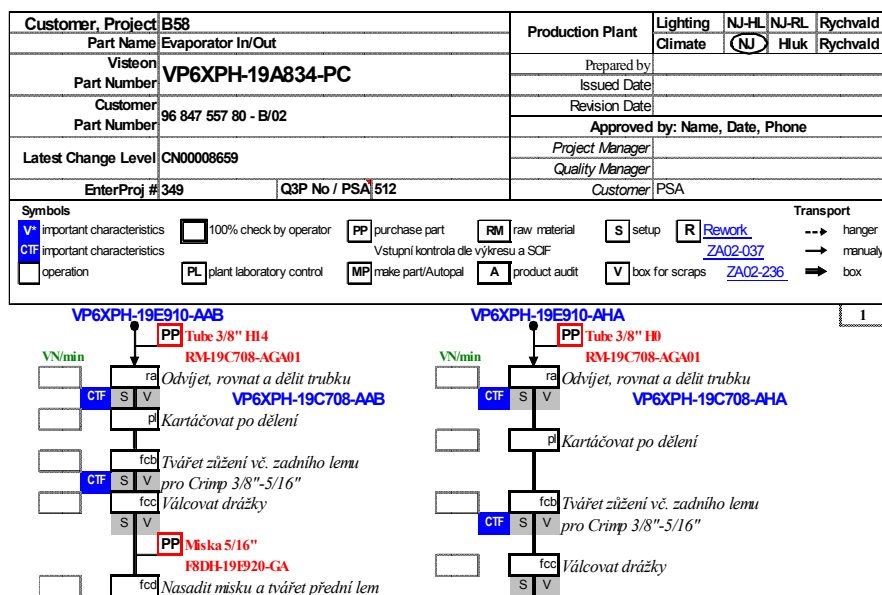 Customer, Project B58
Part Name Evaporator In/Out
Visteon Part Number VP6XPH-19A834-PC
Customer Part Number 96 847 557 80 - B/02
Latest Change Level CN00008659
EnterProj # 349 Q3P No / PSA 512
Production Plant Lighting NJ-HL NJ-RL Rychvald
Climate NJ Hluk Rychvald
Prepared by
Issued Date
Revision Date
Approved by: Name, Date, Phone
Project Manager
Quality Manager
Customer PSA
Symbols Transport
V* important characteristics 100% check by operator PP purchase part RM raw material S setup R Rework hanger
CTF important characteristics Vstupní kontrola dle výkresu a SCIF ZA02-037 manualy
operation PL plant laboratory control MP make part/Autopal A product audit V box for scraps ZA02-236 box
1
VP6XPH-19E910-AAB
PP Tube 3/8" H14
VN/min RM-19C708-AGA01
ra Odvíjet, rovnat a dělit trubku
CTF S V VP6XPH-19C708-AAB
pl Kartáčovat po dělení
fcb Tvářet zúžení vč. zadního lemu
CTF S V pro Crimp 3/8"-5/16"
fcc Válcovat drážky
S V
PP Miska 5/16"
F8DH-19E920-GA
fcd Nasadit misku a tvářet přední lem
VP6XPH-19E910-AHA
PP Tube 3/8" H0
VN/min RM-19C708-AGA01
ra Odvíjet, rovnat a dělit trubku
CTF S V VP6XPH-19C708-AHA
pl Kartáčovat po dělení
fcb Tvářet zúžení vč. zadního lemu
CTF S V pro Crimp 3/8"-5/16"
fcc Válcovat drážky
S V